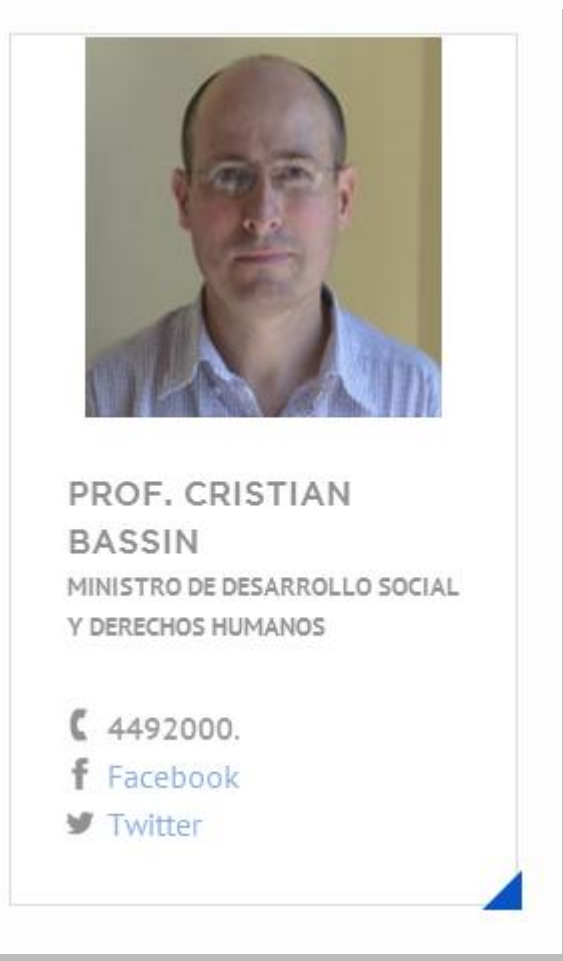 PROF. CRISTIAN
BASSIN
MINISTRO DE DESARROLLO SOCIAL
Y DERECHOS HUMANOS
4492000.
Facebook
Twitter